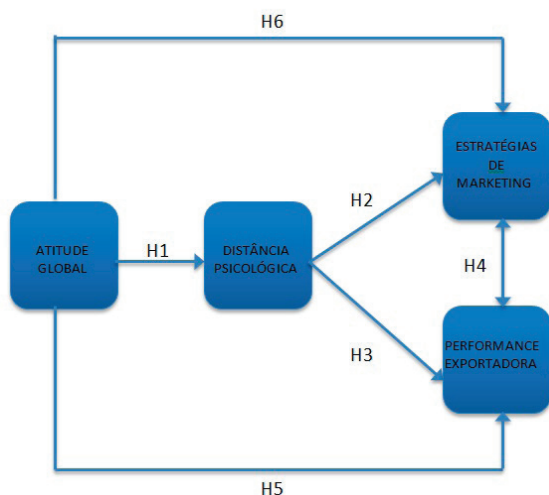 H6
ESTRATÉGIAS
DE
MARKETING
H2
ATITUDE
GLOBAL
H1
DISTÂNCIA
PSICOLÓGICA
H4
H3
PERFORMANCE
EXPORTADORA
H5